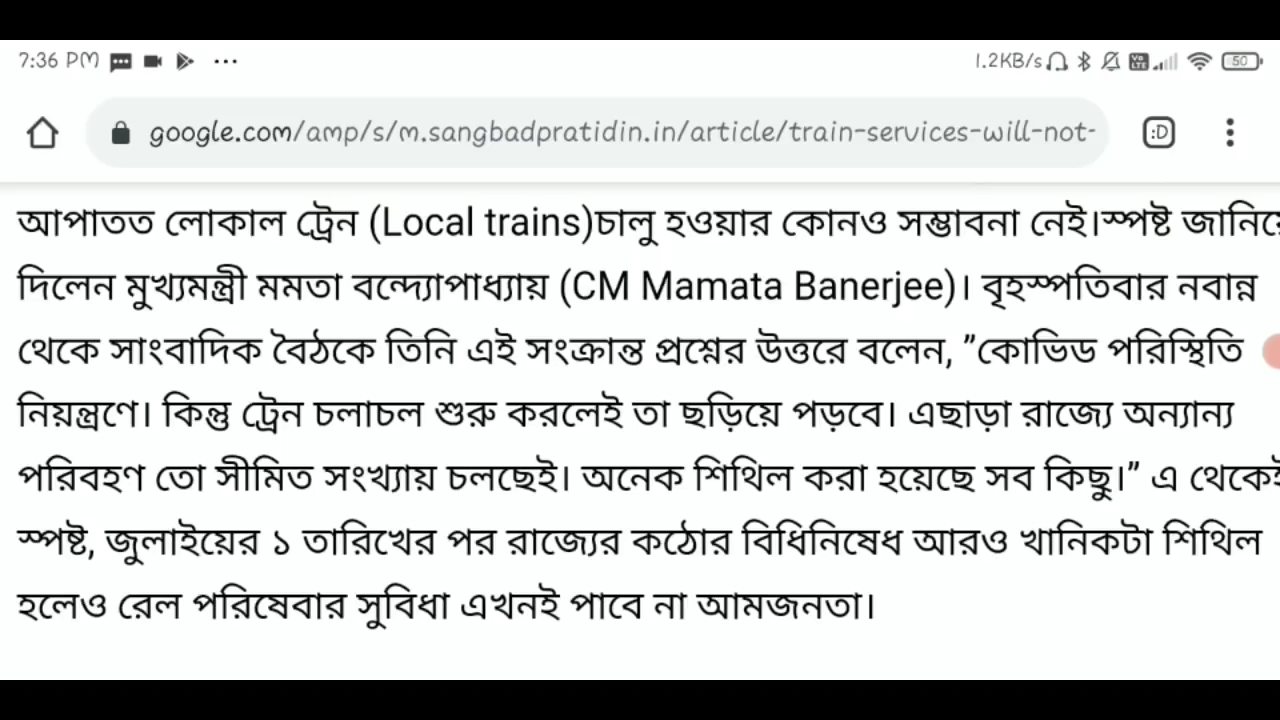 7:36 PM ... 1.2KB/s Vo LTE 50
google.com/amp/s/m.sangbadpratidin.in/article/train-services-will-not-
:D
আপাতত লোকাল ট্রেন (Local trains)চালু হওয়ার কোনও সম্ভাবনা নেই।স্পষ্ট জানিয়ে
দিলেন মুখ্যমন্ত্রী মমতা বন্দ্যোপাধ্যায় (CM Mamata Banerjee)। বৃহস্পতিবার নবান্ন
থেকে সাংবাদিক বৈঠকে তিনি এই সংক্রান্ত প্রশ্নের উত্তরে বলেন, ”কোভিড পরিস্থিতি
নিয়ন্ত্রণে। কিন্তু ট্রেন চলাচল শুরু করলেই তা ছড়িয়ে পড়বে। এছাড়া রাজ্যে অন্যান্য
পরিবহণ তো সীমিত সংখ্যায় চলছেই। অনেক শিথিল করা হয়েছে সব কিছু।” এ থেকেই
স্পষ্ট, জুলাইয়ের ১ তারিখের পর রাজ্যের কঠোর বিধিনিষেধ আরও খানিকটা শিথিল
হলেও রেল পরিষেবার সুবিধা এখনই পাবে না আমজনতা।